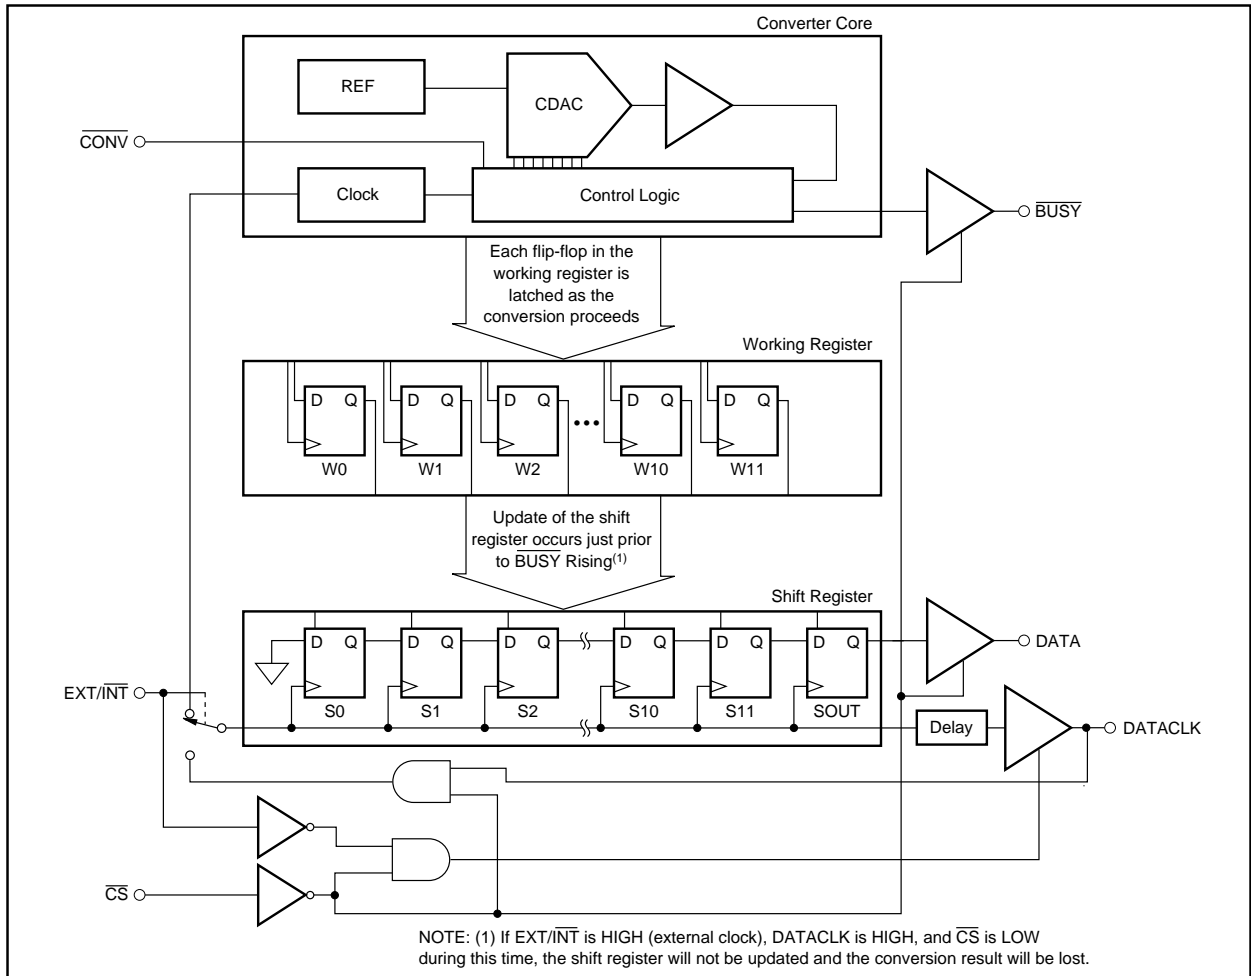 Converter Core
REF
CDAC
CONV
Clock
Control Logic
BUSY
Each flip-flop in the
working register is
latched as the
conversion proceeds
Working Register
D Q
D Q
D Q
D Q
D Q
W0
W1
W2
W10
W11
Update of the shift
register occurs just prior
to BUSY Rising(1)
Shift Register
D Q
D Q
D Q
D Q
D Q
D Q
DATA
EXT/INT
S0
S1
S2
S10
S11
SOUT
Delay
DATACLK
CS
NOTE: (1) If EXT/INT is HIGH (external clock), DATACLK is HIGH, and CS is LOW
during this time, the shift register will not be updated and the conversion result will be lost.